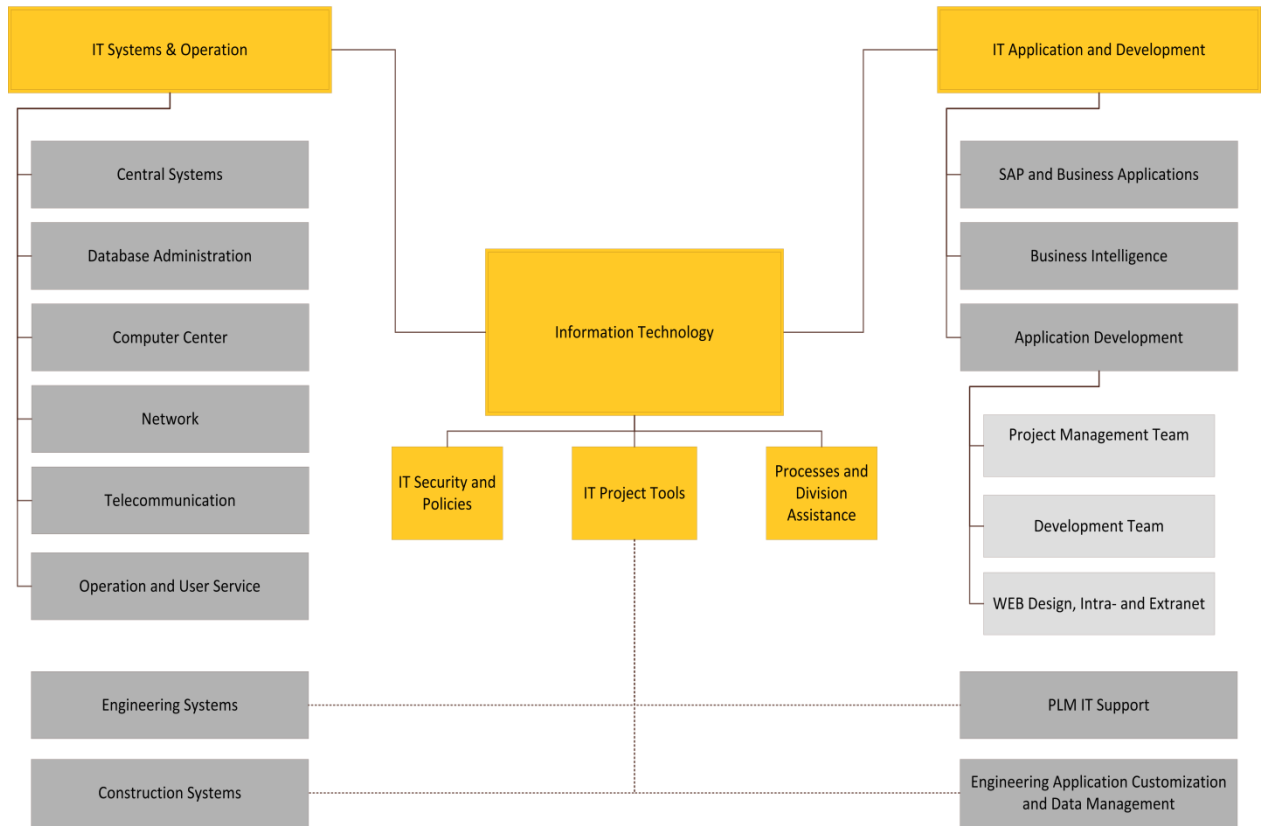 IT Systems & Operation
IT Application and Development
Central Systems
Database Administration
Computer Center
Network
Telecommunication
Operation and User Service
Information Technology
IT Security and
Policies
IT Project Tools
Processes and
Division
Assistance
SAP and Business Applications
Business Intelligence
Application Development
Project Management Team
Development Team
WEB Design, Intra- and Extranet
Engineering Systems
PLM IT Support
Construction Systems
Engineering Application Customization
and Data Management